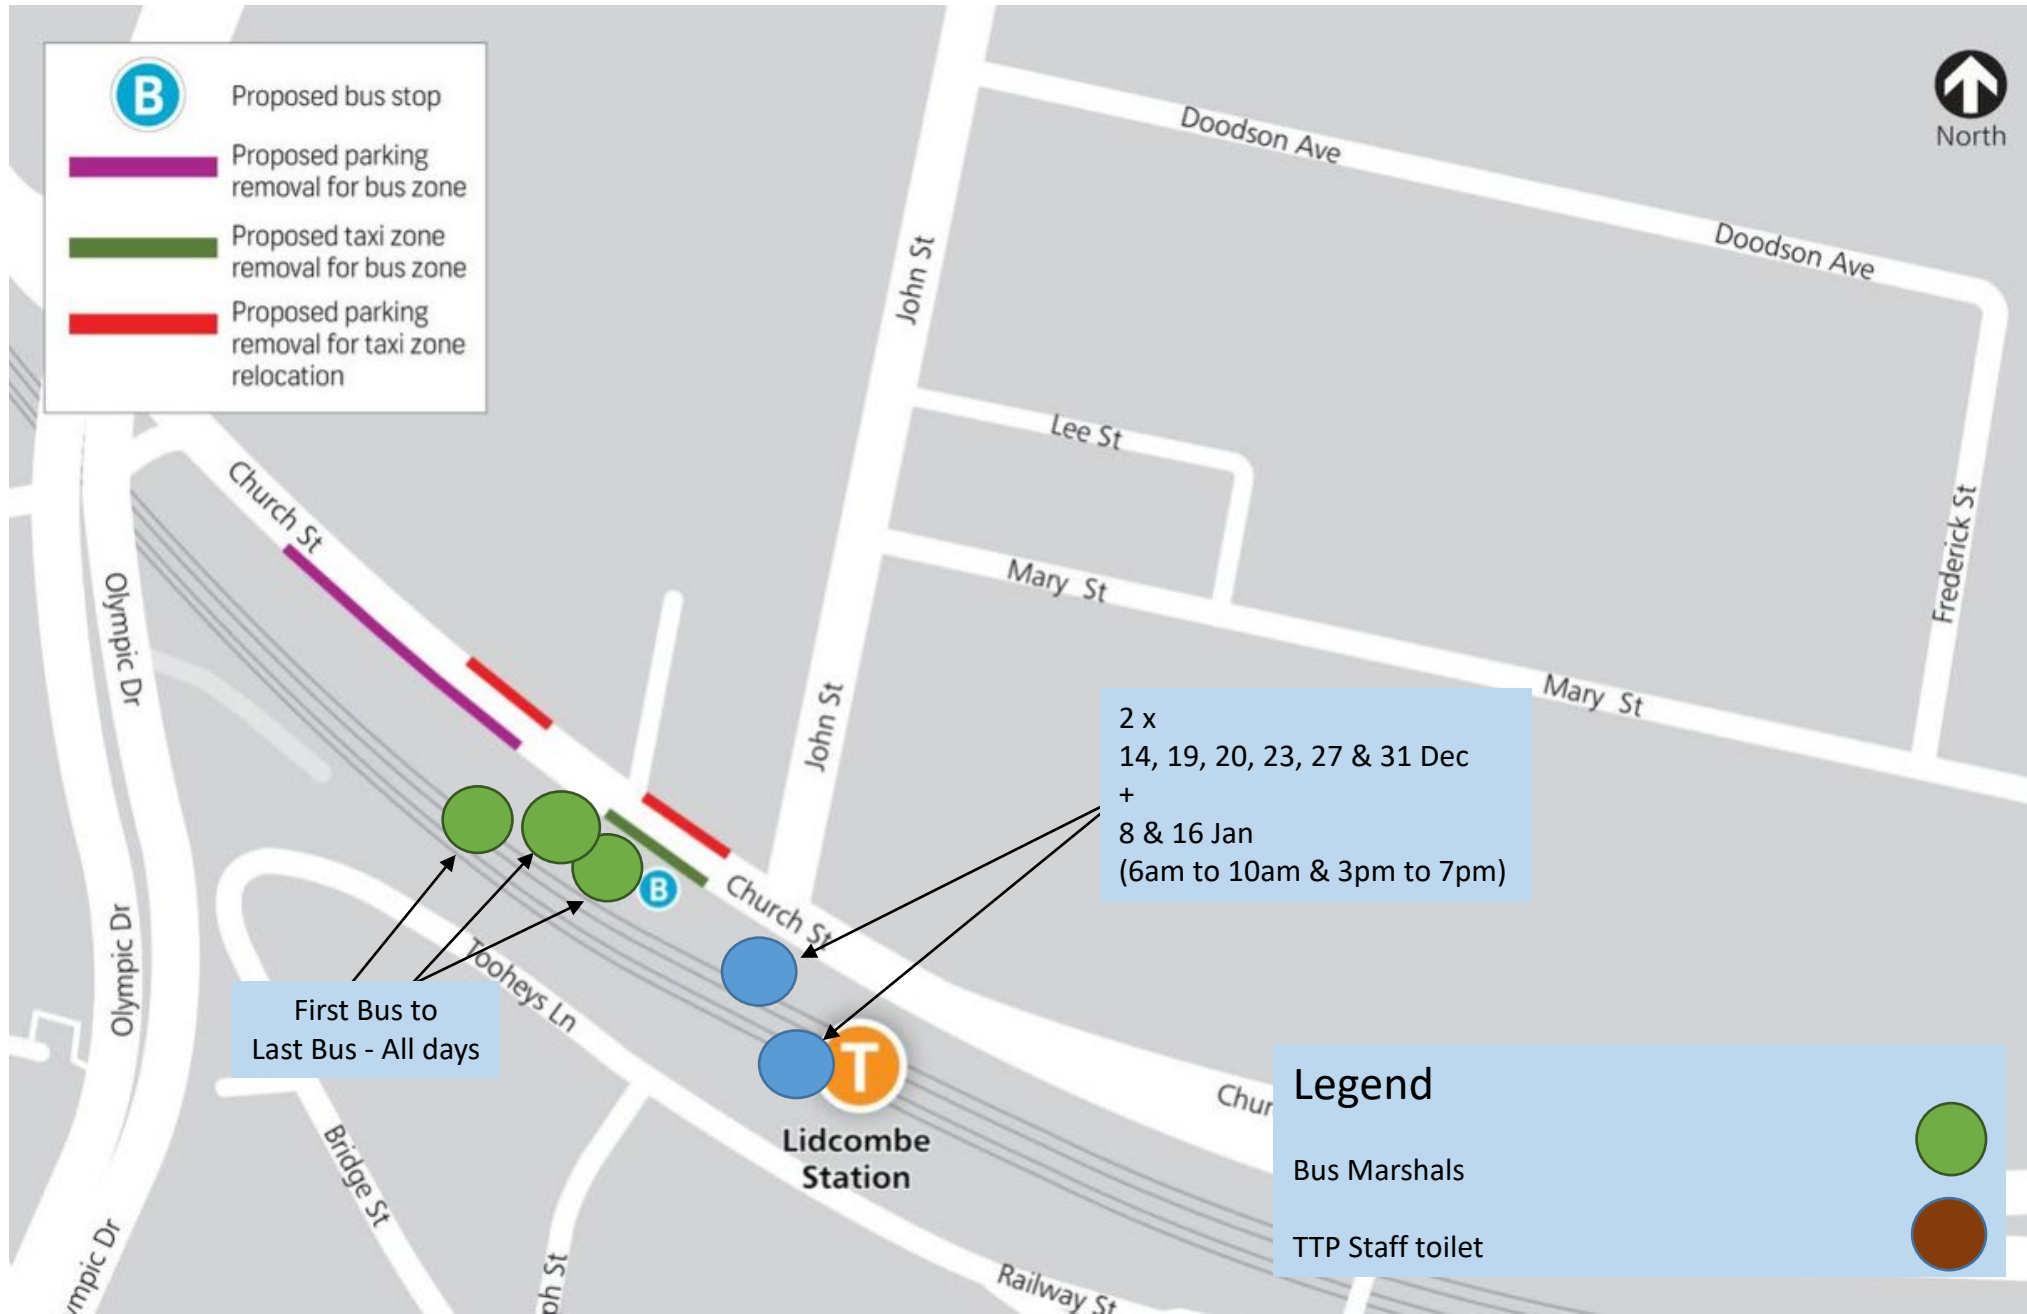 B
Proposed bus stop
Proposed parking
removal for bus zone
Proposed taxi zone
removal for bus zone
Proposed parking
removal for taxi zone
relocation
North
Doodson Ave
Doodson Ave
John St
Lee St
Church St
Frederick St
Mary St
Olympic Dr
Mary St
John St
2 x
14, 19, 20, 23, 27 & 31 Dec
+
8 & 16 Jan
(6am to 10am & 3pm to 7pm)
B
Church St
Olympic Dr
Tooheys Ln
First Bus to
Last Bus - All days
T
Lidcombe
Station
Chur
Legend
Bus Marshals
TTP Staff toilet
Bridge St
ympic Dr
ph St
Railway St